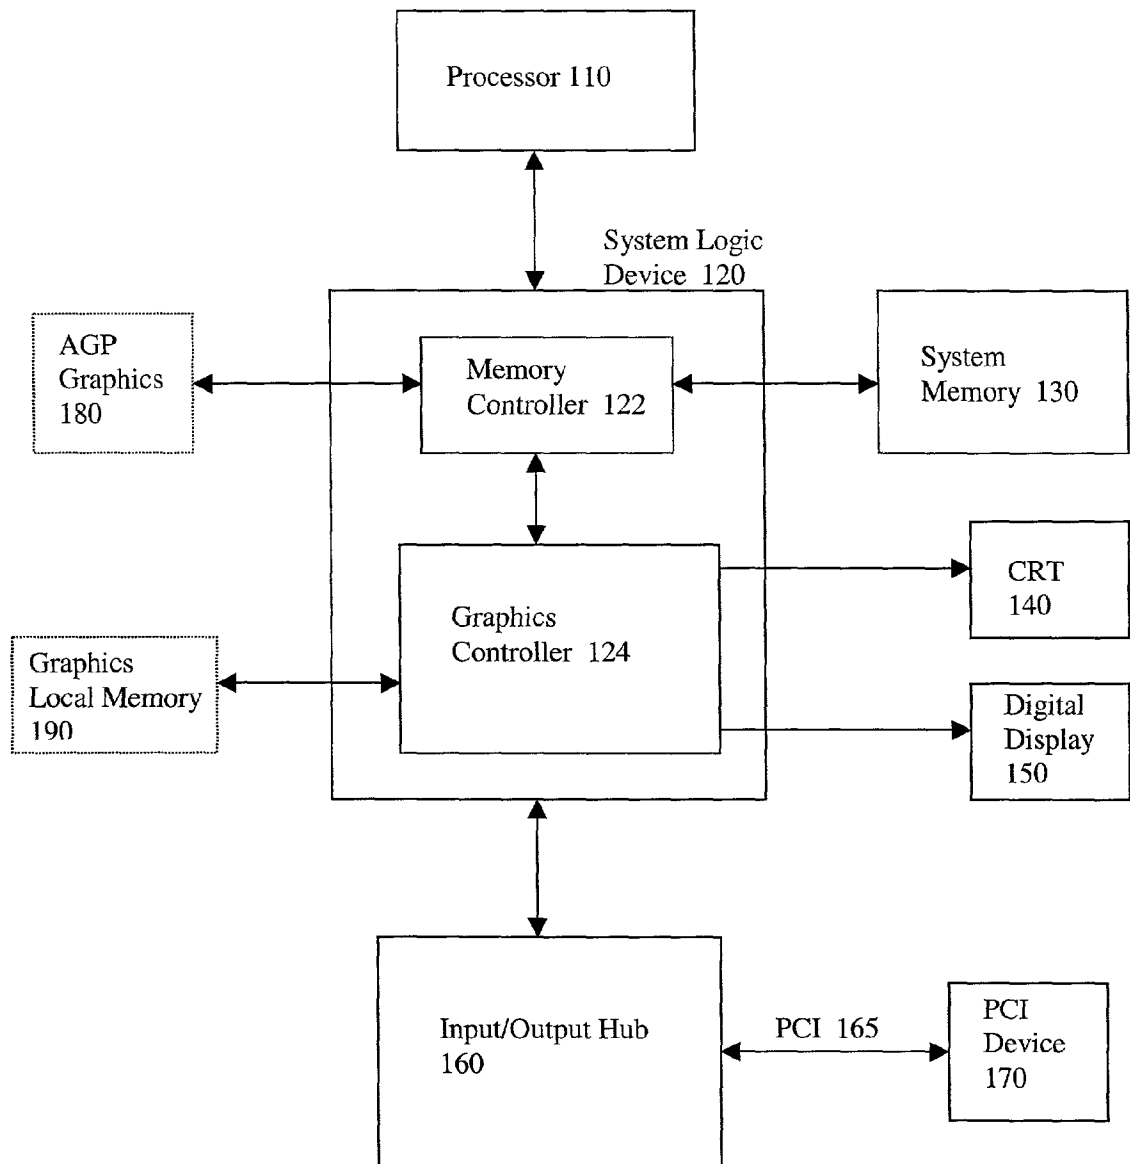 Processor 110
System Logic
Device 120
AGP
Graphics
180
Memory
Controller 122
System
Memory 130
Graphics
Controller 124
CRT
140
Graphics
Local Memory
190
Digital
Display
150
Input/Output Hub
160
PCI 165
PCI
Device
170